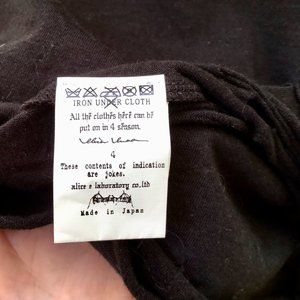 IRON UNDER CLOTH
All the clothes here can be
put on in 4 season.
4
These contents of indication
are jokes.
alice a laboratory co.ltd
Made in Japan